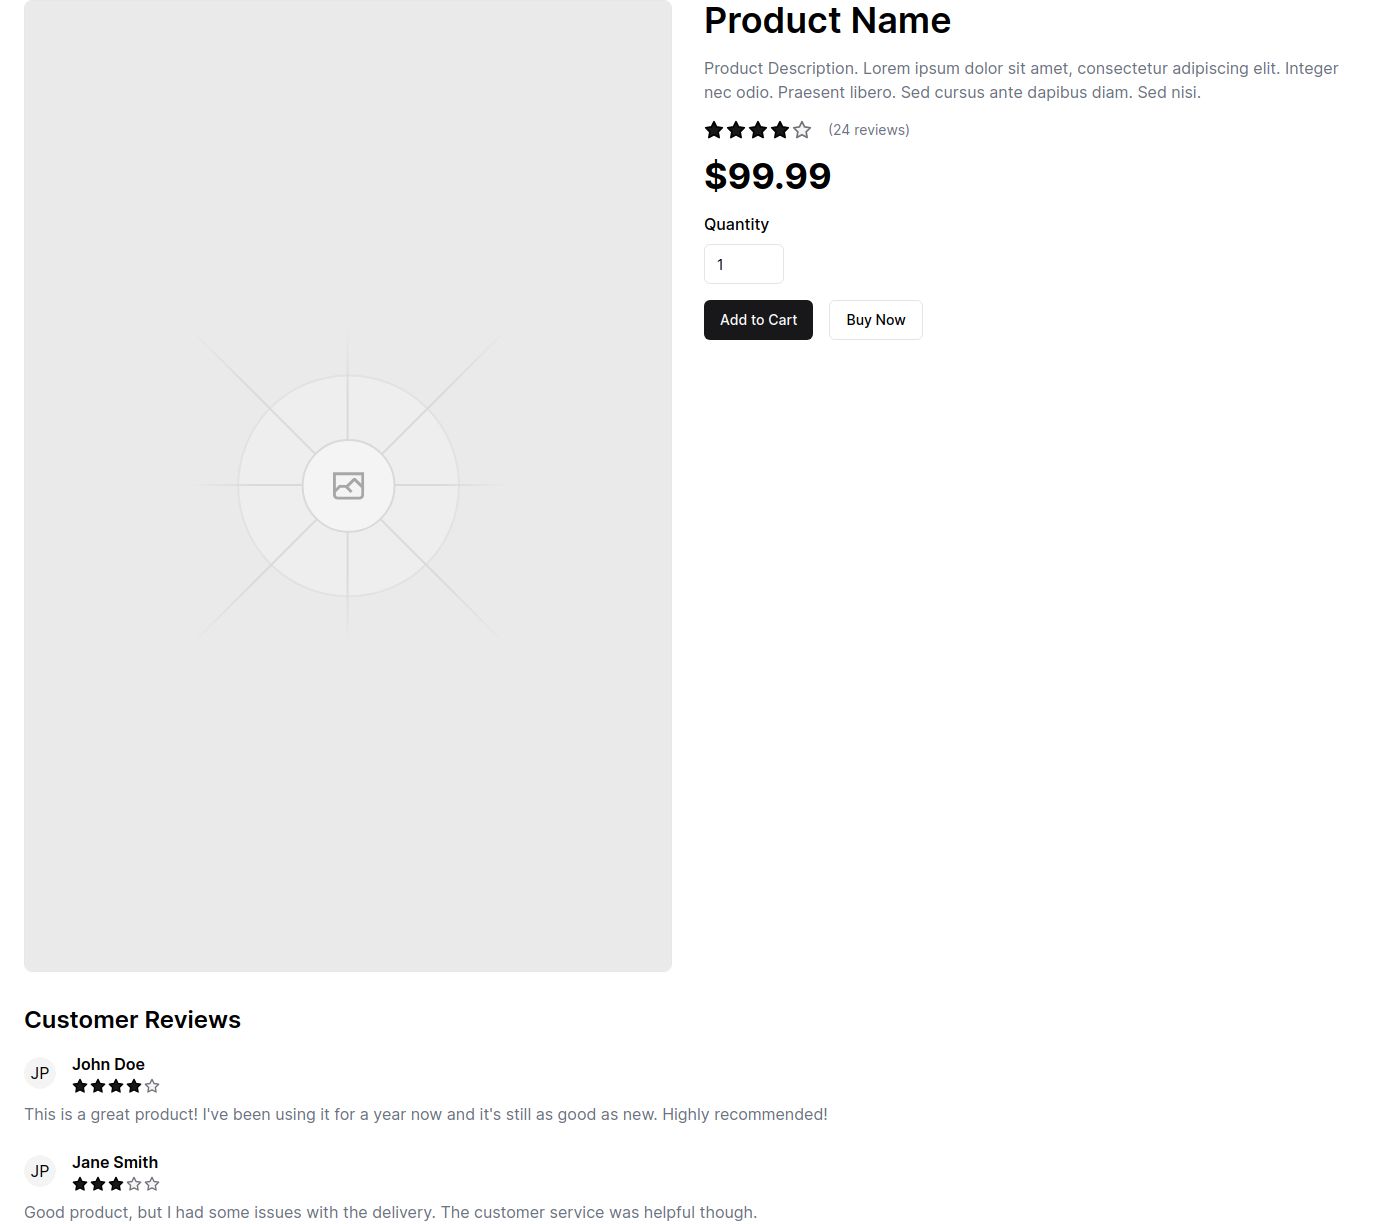 Product Name
Product Description. Lorem ipsum dolor sit amet, consectetur adipiscing elit. Integer
nec odio. Praesent libero. Sed cursus ante dapibus diam. Sed nisi.
(24 reviews)
$99.99
Quantity
1
Add to Cart Buy Now
Customer Reviews
JP John Doe
This is a great product! I've been using it for a year now and it's still as good as new. Highly recommended!
JP Jane Smith
Good product, but I had some issues with the delivery. The customer service was helpful though.